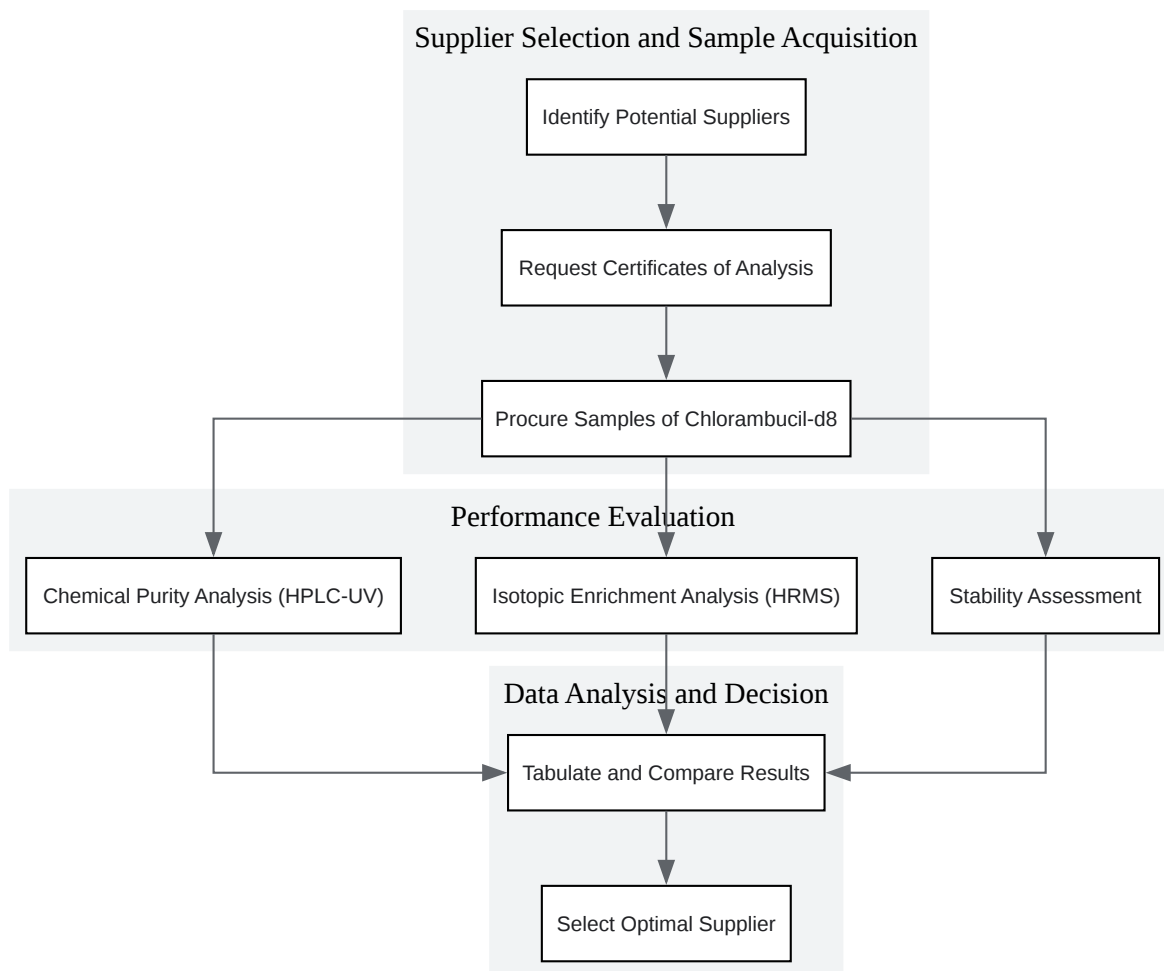 Supplier Selection and Sample Acquisition
Identify Potential Suppliers
Request Certificates of Analysis
Procure Samples of Chlorambucil-d8
Performance Evaluation
Chemical Purity Analysis (HPLC-UV)
Isotopic Enrichment Analysis (HRMS)
Stability Assessment
Data Analysis and Decision
Tabulate and Compare Results
Select Optimal Supplier